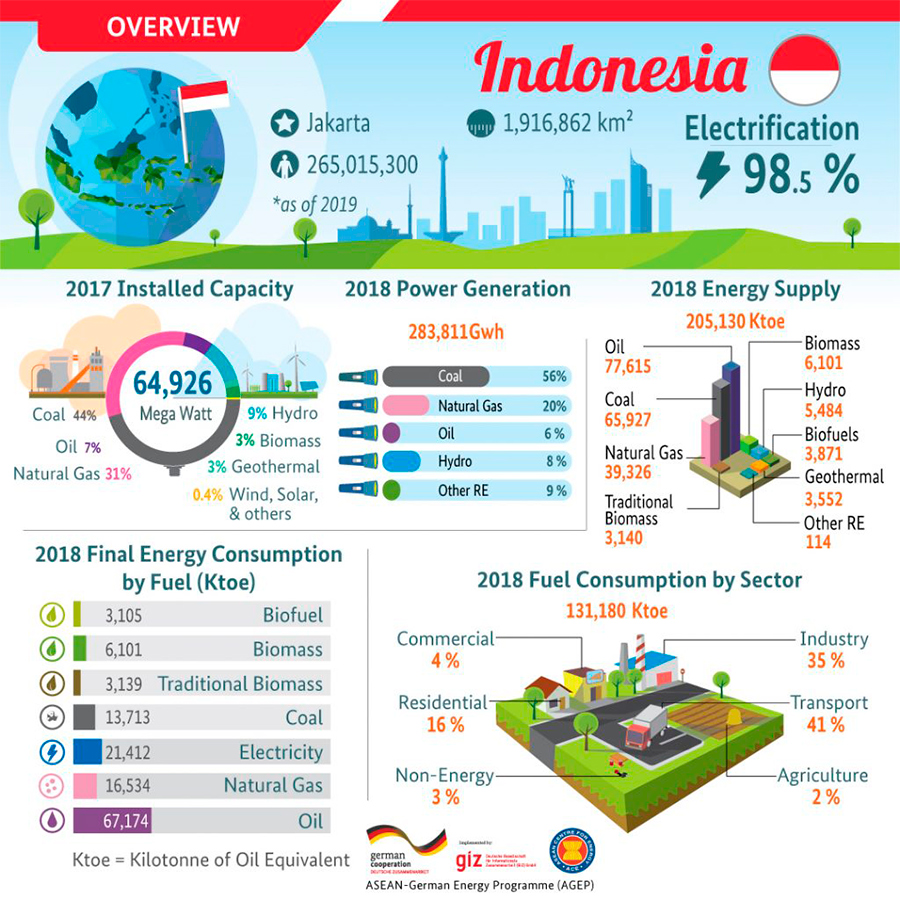 OVERVIEW
Indonesia
Jakarta
265,015,300
*as of 2019
1,916,862 km²
Electrification
98.5 %
2017 Installed Capacity
64,926
Mega Watt
Coal 44%
Oil 7%
Natural Gas 31%
9% Hydro
3% Biomass
3% Geothermal
0.4% Wind, Solar,
& others
2018 Power Generation
283,811Gwh
Coal 56%
Natural Gas 20%
Oil 6 %
Hydro 8 %
Other RE 9 %
2018 Energy Supply
205,130 Ktoe
Oil
77,615
Coal
65,927
Natural Gas
39,326
Traditional
Biomass
3,140
Biomass
6,101
Hydro
5,484
Biofuels
3,871
Geothermal
3,552
Other RE
114
2018 Final Energy Consumption
by Fuel (Ktoe)
3,105 Biofuel
6,101 Biomass
3,139 Traditional Biomass
13,713 Coal
21,412 Electricity
16,534 Natural Gas
67,174 Oil
Ktoe = Kilotonne of Oil Equivalent
2018 Fuel Consumption by Sector
131,180 Ktoe
Commercial
4 %
Residential
16 %
Non-Energy
3 %
Industry
35 %
Transport
41 %
Agriculture
2 %
german
cooperation
DEUTSCHE ZUSAMMENARBEIT
Implemented by
giz
Deutsche Gesellschaft
für Internationale
Zusammenarbeit (GIZ) GmbH
ASEAN CENTRE FOR ENERGY
ACE
ASEAN-German Energy Programme (AGEP)